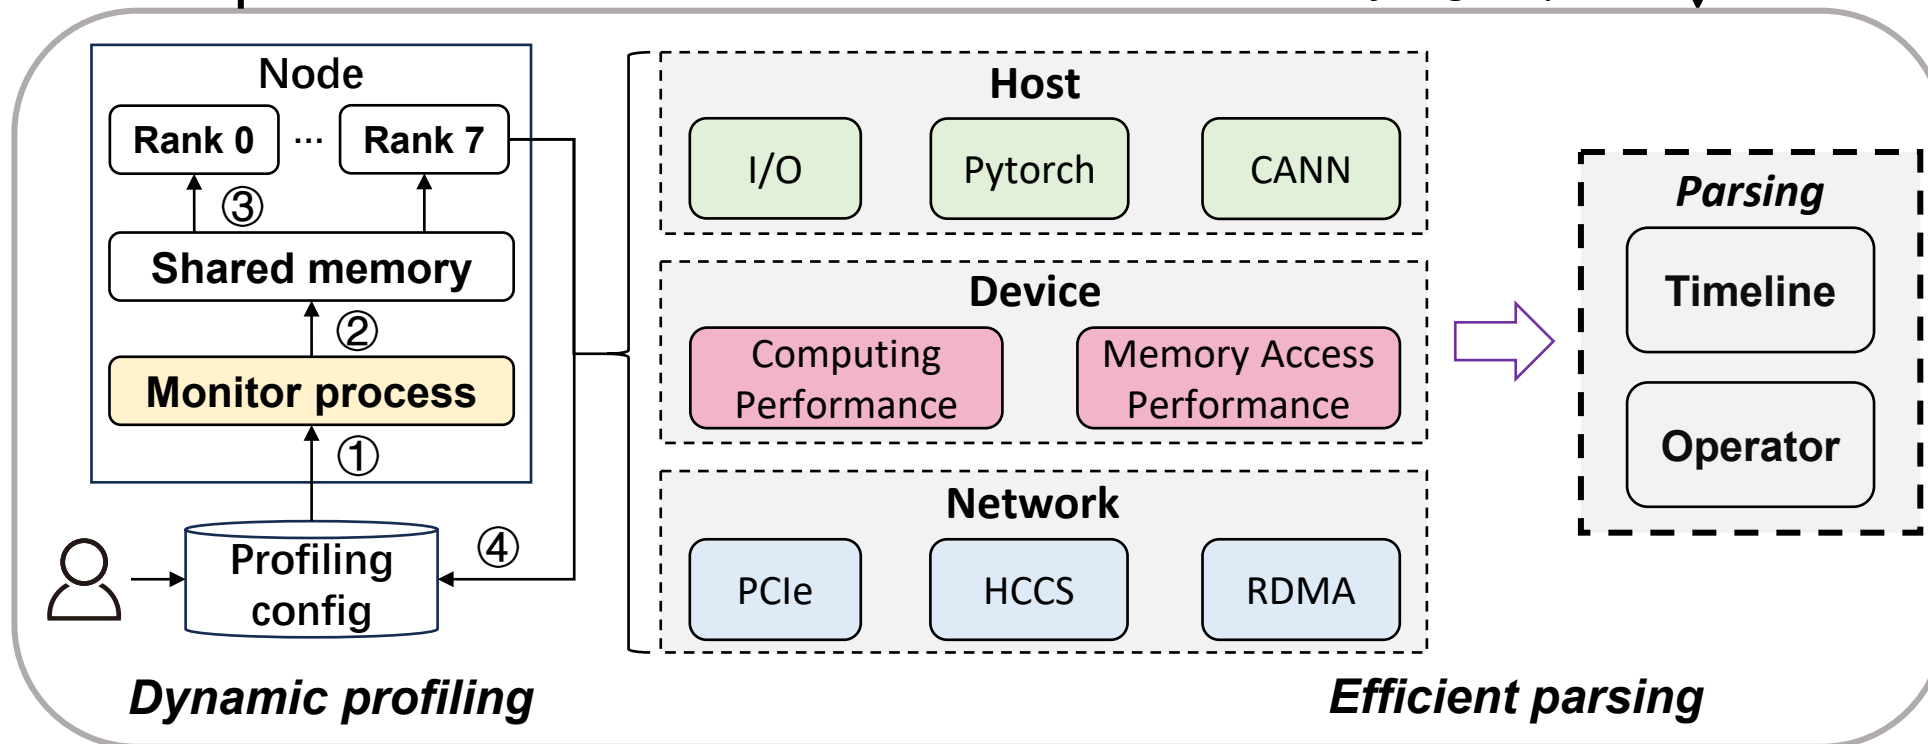 Node
Rank 0 ... Rank 7
③
Shared memory
②
Monitor process
①
Profiling
config
④
Dynamic profiling
Host
I/O Pytorch CANN
Device
Computing
Performance
Memory Access
Performance
Network
PCIe HCCS RDMA
Parsing
Timeline
Operator
Efficient parsing